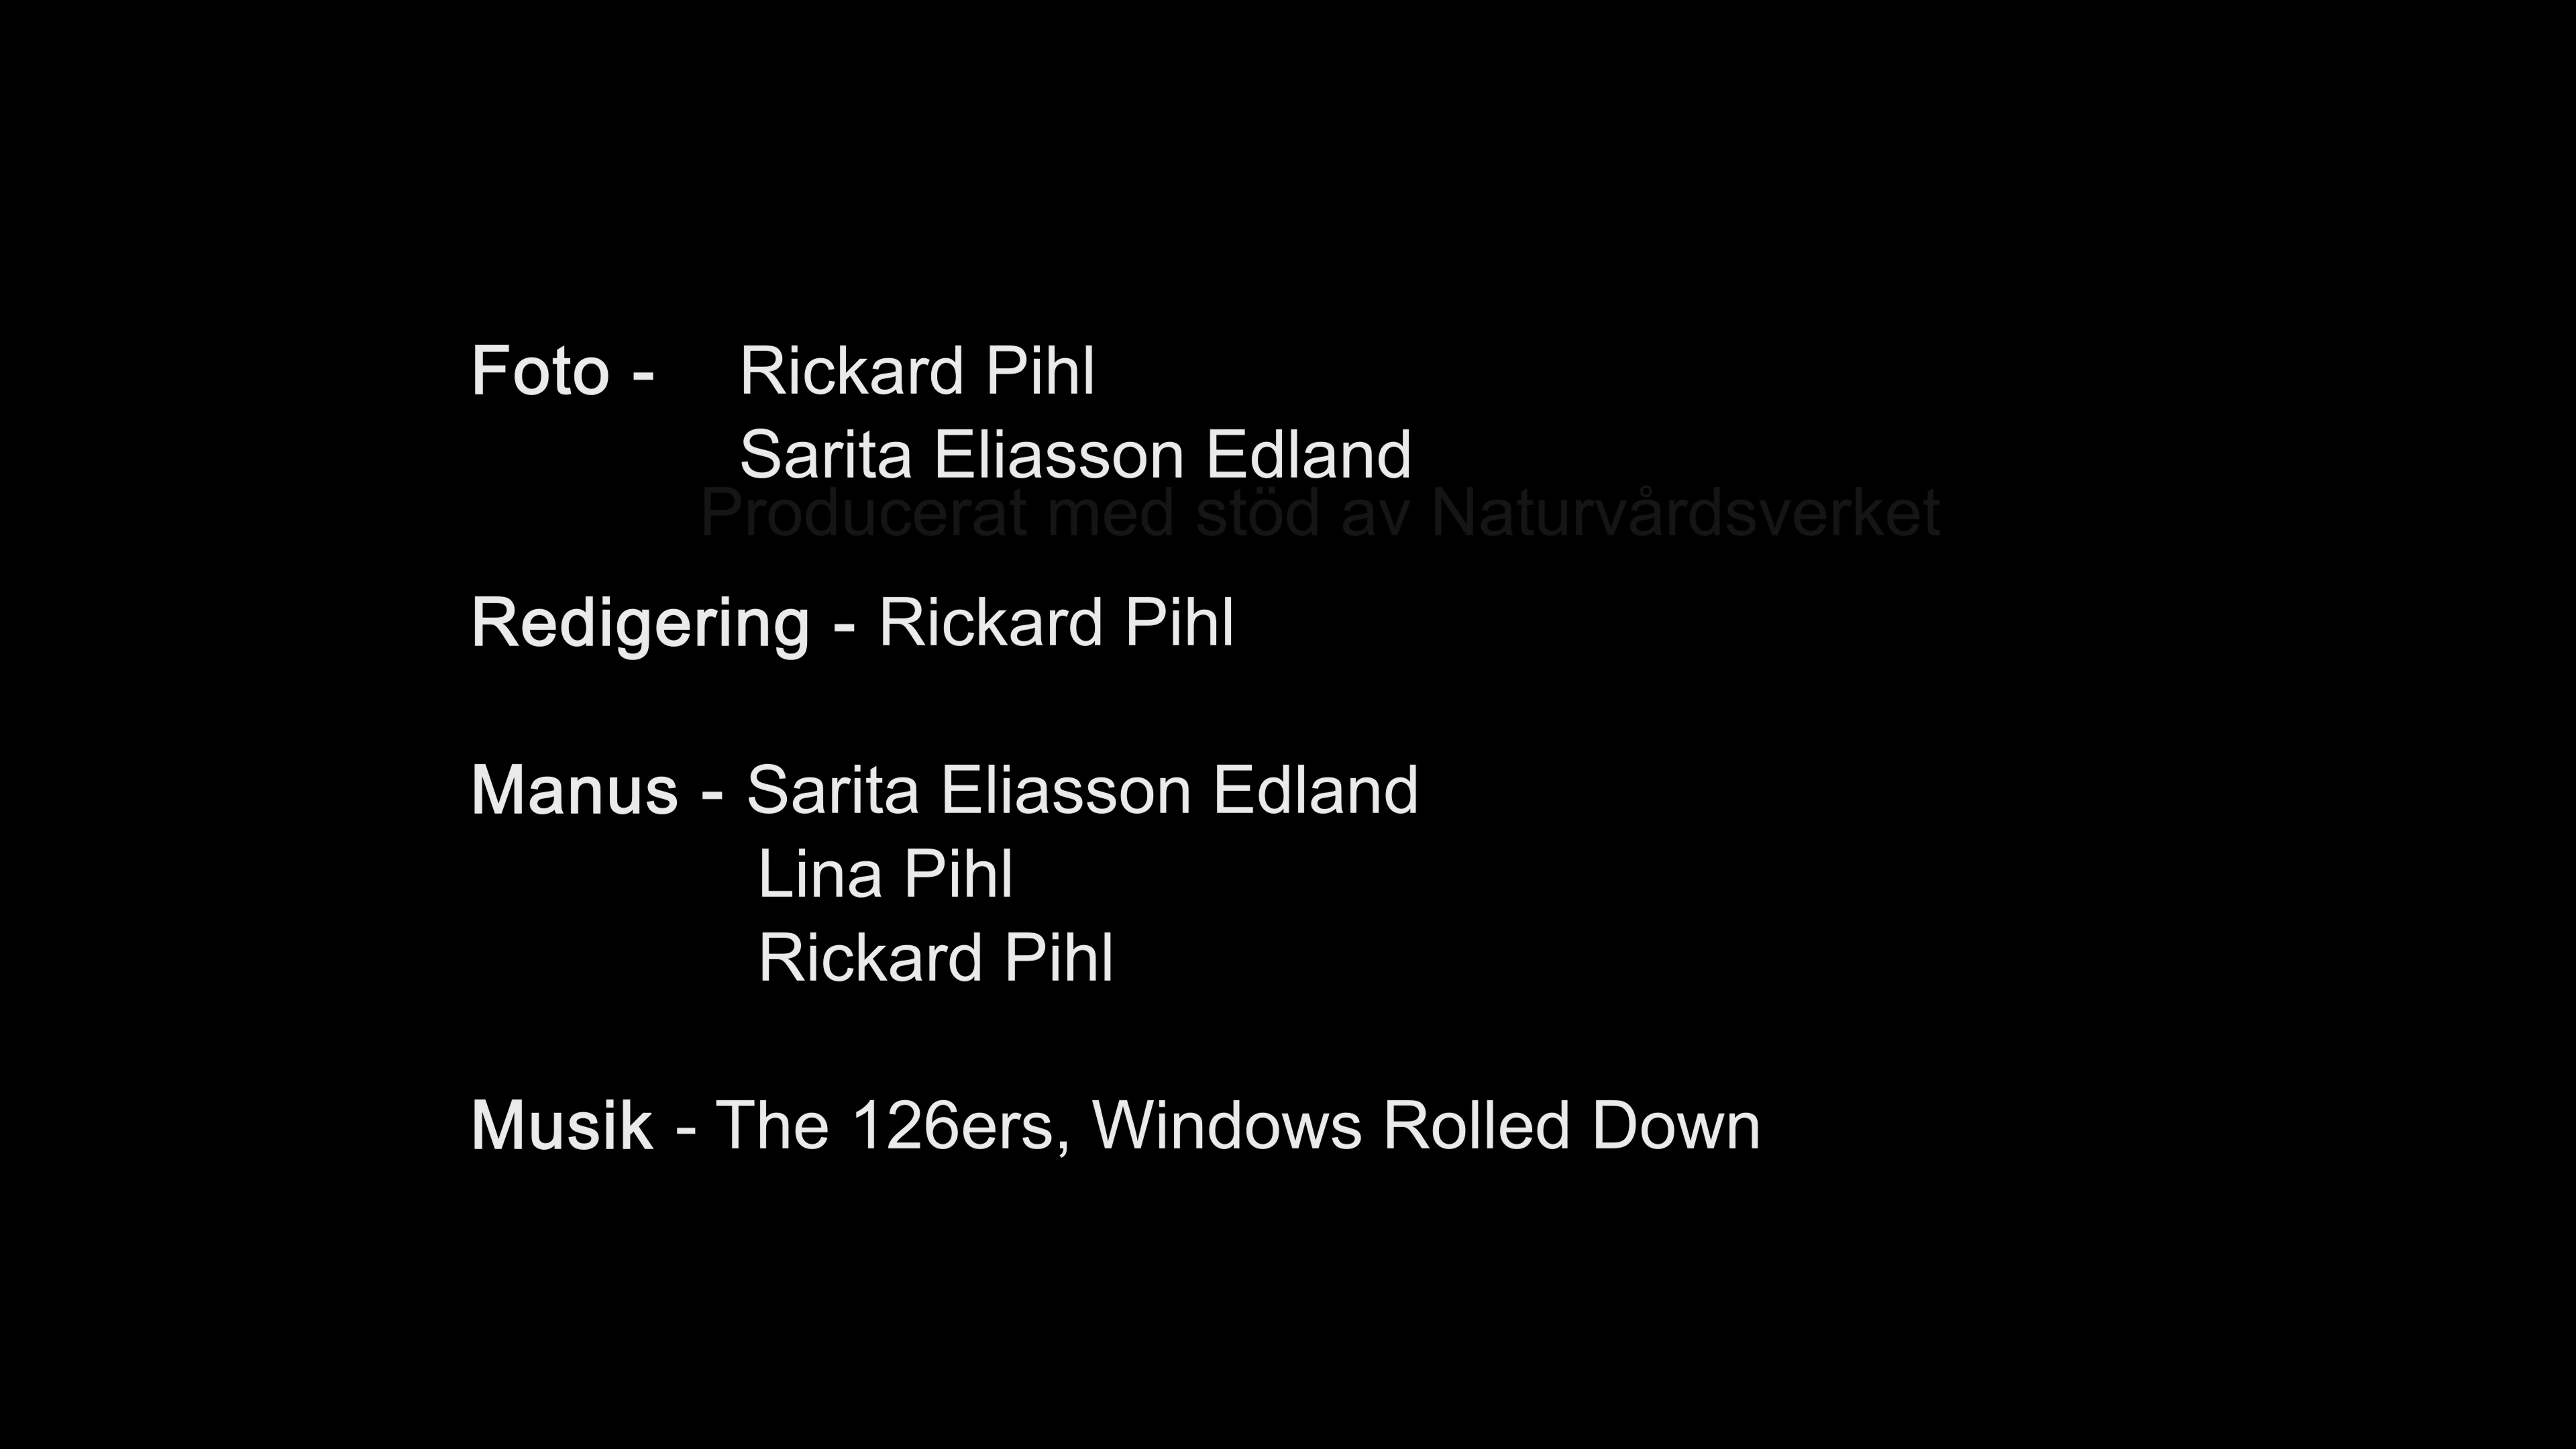 Foto - Rickard Pihl
Sarita Eliasson Edland
Producerat med stöd av Naturvårdsverket
Redigering - Rickard Pihl
Manus - Sarita Eliasson Edland
Lina Pihl
Rickard Pihl
Musik - The 126ers, Windows Rolled Down